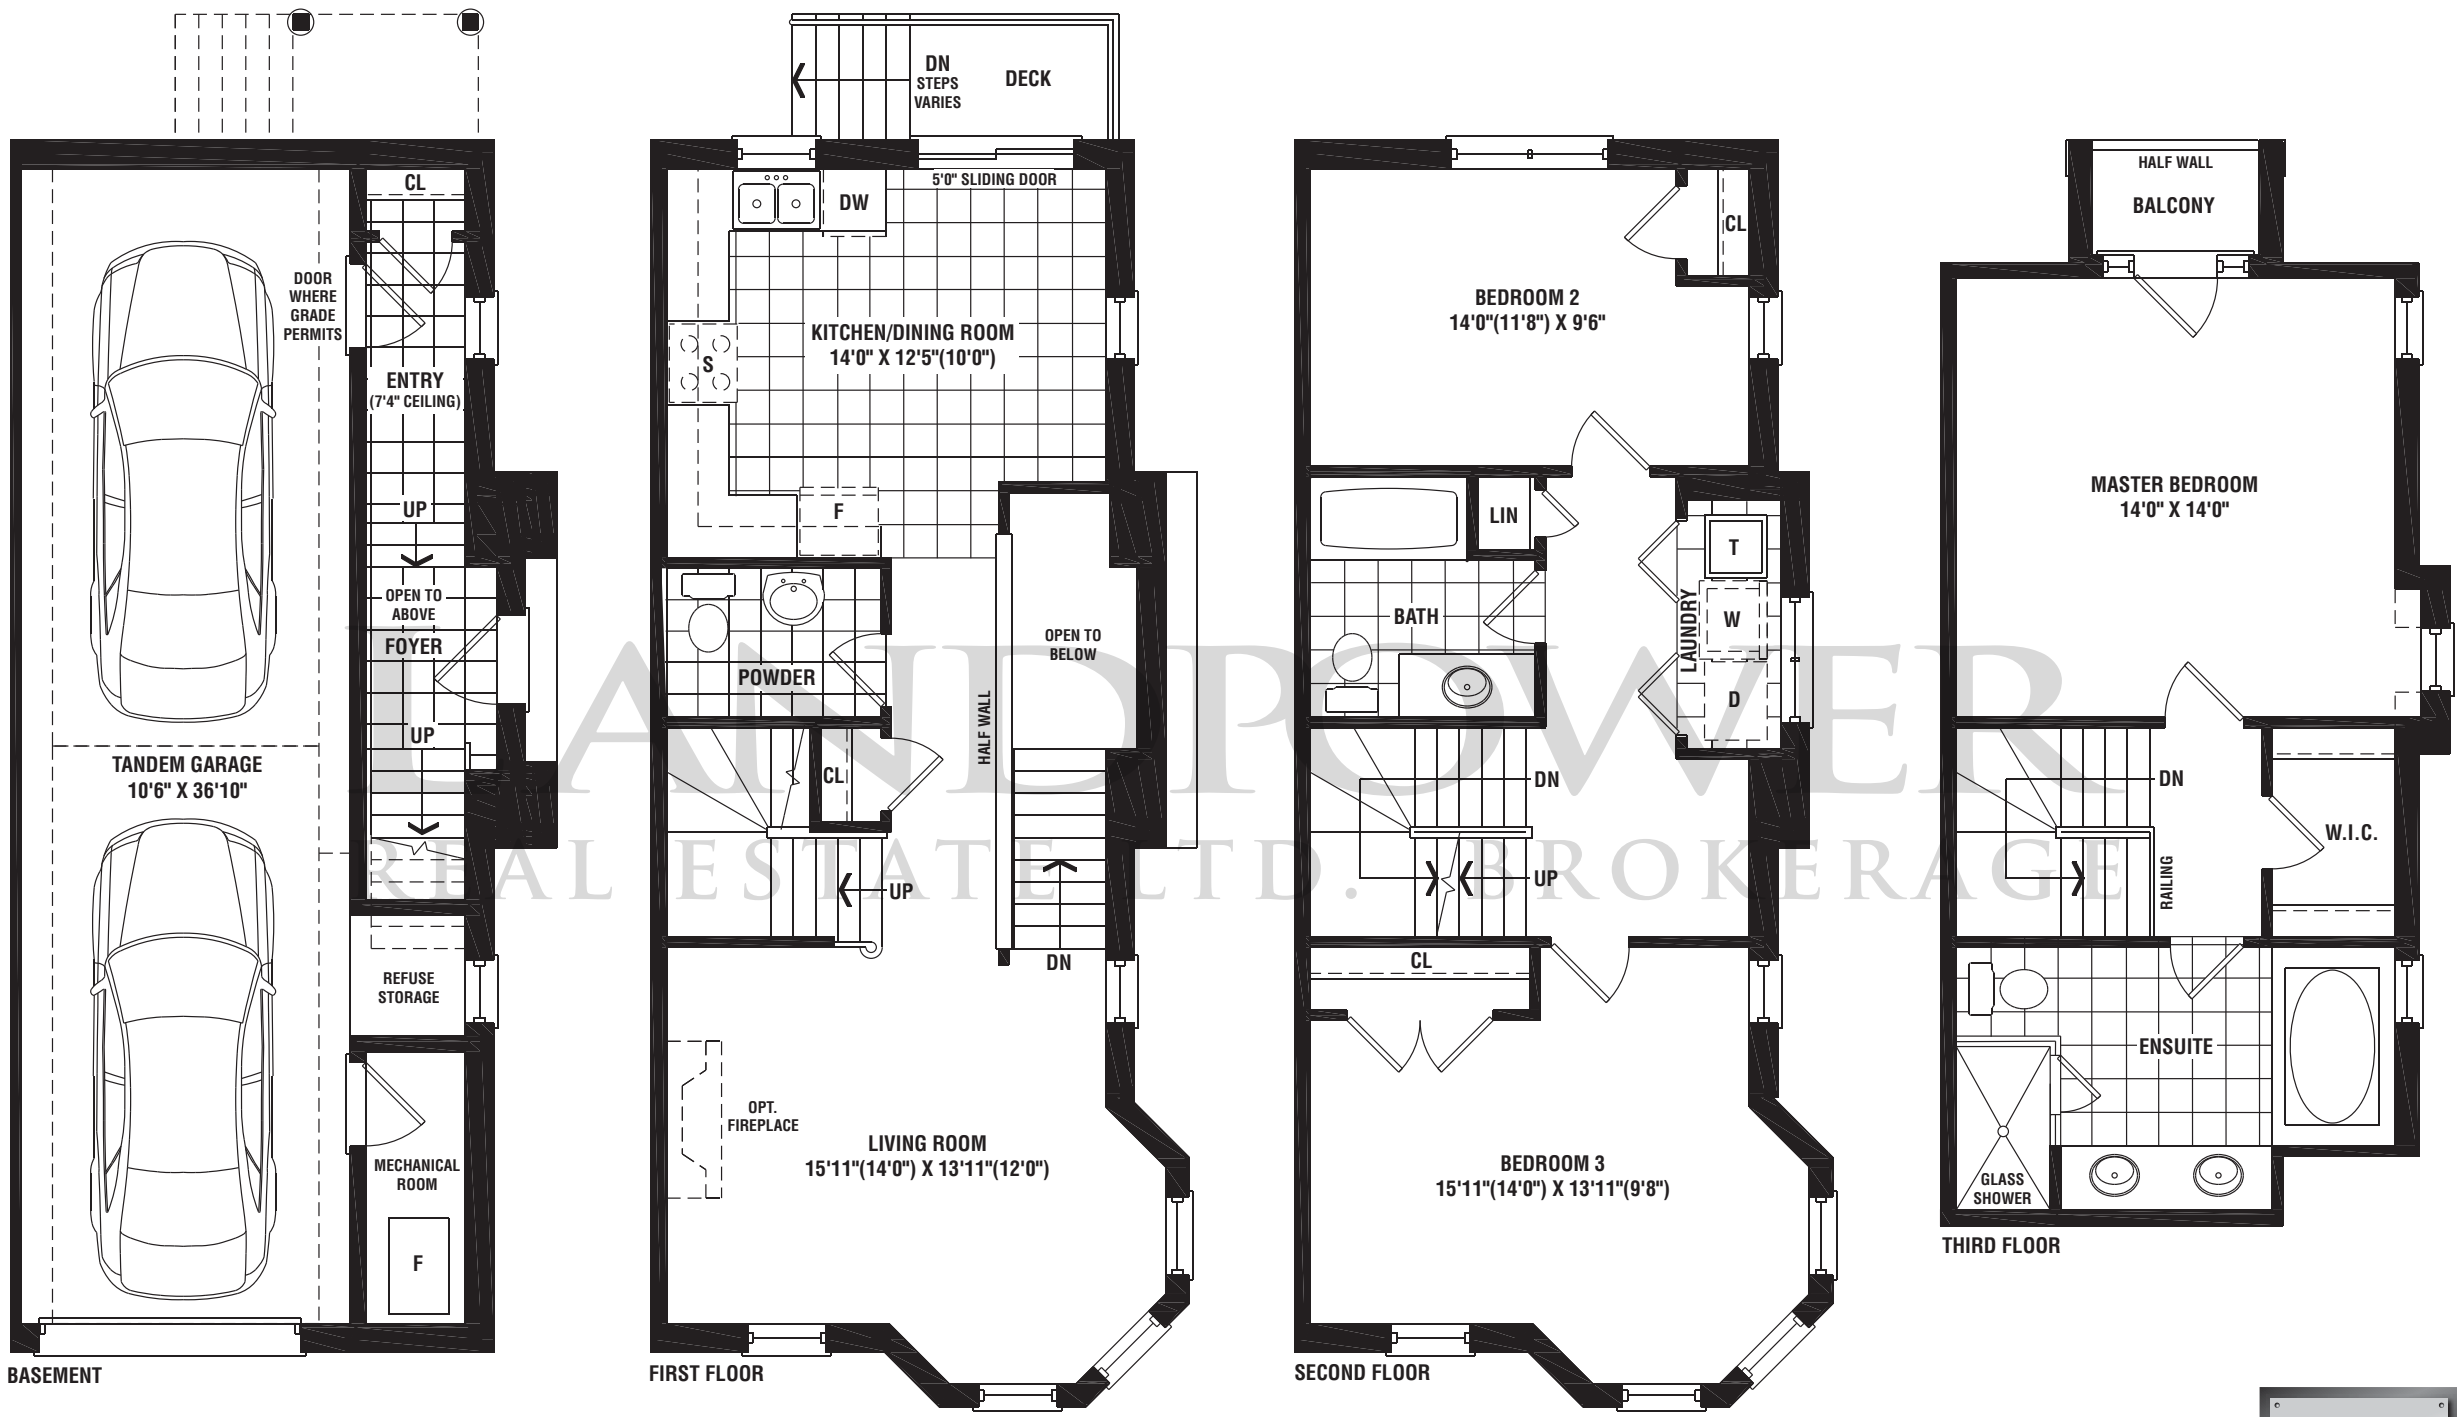 CL
DOOR
WHERE
GRADE
PERMITS
ENTRY
(7'4" CEILING)
UP
OPEN TO
ABOVE
FOYER
UP
TANDEM GARAGE
10'6" X 36'10"
REFUSE
STORAGE
MECHANICAL
ROOM
F
BASEMENT
DN
STEPS
VARIES
DECK
5'0" SLIDING DOOR
DW
KITCHEN/DINING ROOM
14'0" X 12'5"(10'0")
S
F
OPEN TO
BELOW
POWDER
HALF WALL
CL
UP
DN
OPT.
FIREPLACE
LIVING ROOM
15'11"(14'0") X 13'11"(12'0")
FIRST FLOOR
CL
BEDROOM 2
14'0"(11'8") X 9'6"
LIN
T
BATH
LAUNDRY
W
D
DN
UP
CL
BEDROOM 3
15'11"(14'0") X 13'11"(9'8")
SECOND FLOOR
HALF WALL
BALCONY
MASTER BEDROOM
14'0" X 14'0"
DN
W.I.C.
RAILING
ENSUITE
GLASS
SHOWER
THIRD FLOOR
LANDPOWER
REAL ESTATE LTD. BROKERAGE